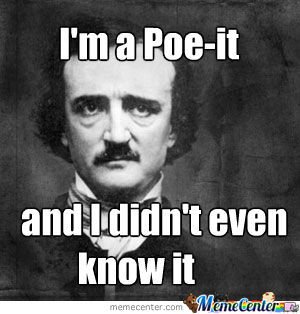 I'm a Poe-it
and I didn't even
know it
memecenter.com
MemeCenter